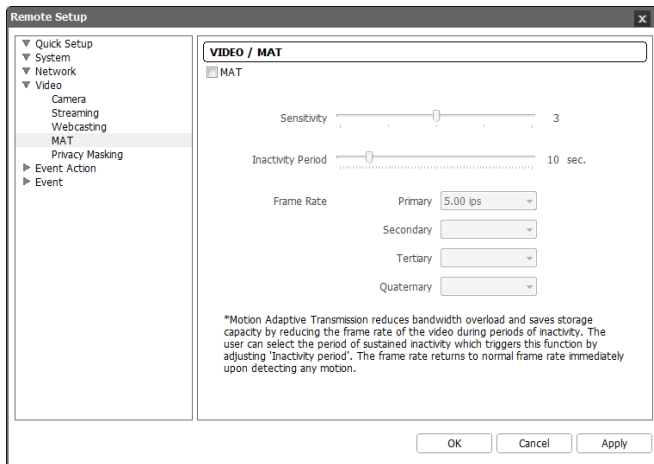 Remote Setup
x
Quick Setup
System
Network
Video
Camera
Streaming
Webcasting
MAT
Privacy Masking
Event Action
Event
VIDEO / MAT
MAT
Sensitivity 3
Inactivity Period 10 sec.
Frame Rate Primary 5.00 ips
Secondary
Tertiary
Quaternary
*Motion Adaptive Transmission reduces bandwidth overload and saves storage
capacity by reducing the frame rate of the video during periods of inactivity. The
user can select the period of sustained inactivity which triggers this function by
adjusting 'Inactivity period'. The frame rate returns to normal frame rate immediately
upon detecting any motion.
OK Cancel Apply